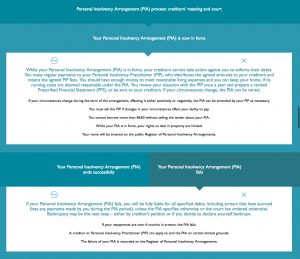 Personal Insolvency Arrangement (PIA) process: creditors' meeting and court
Your Personal Insolvency Arrangement (PIA) is now in force
While your Personal Insolvency Arrangement (PIA) is in force, your creditors cannot take action against you to enforce their debts.
You make regular payments to your Personal Insolvency Practitioner (PIP), who distributes the agreed amounts to your creditors and
retains the agreed PIP fees. You should have enough money to meet reasonable living expenses and you can keep your home, if its
running costs are deemed reasonable under the PIA. You review your situation with the PIP once a year and prepare a revised
Prescribed Financial Statement (PFS), to be sent to your creditors. If your circumstances change, the PIA can be varied.
If your circumstances change during the term of the arrangement, affecting it either positively or negatively, the PIA can be amended by your PIP as necessary.
You must tell the PIP if changes in your circumstances affect your ability to pay.
You cannot borrow more than €650 without telling the lender about your PIA.
While your PIA is in force, your rights to deal in property are limited.
Your name will be entered on the public Register of Personal Insolvency Arrangements.
Your Personal Insolvency Arrangement (PIA)
ends successfully
Your Personal Insolvency Arrangement (PIA)
fails
If your Personal Insolvency Arrangement (PIA) fails, you will be fully liable for all specified debts, including arrears that have accrued
(less any payments made by you during the PIA period), unless the PIA specifies otherwise or the court has ordered otherwise.
Bankruptcy may be the next step – either by creditor's petition or if you decide to declare yourself bankrupt.
If your repayments are over 6 months in arrears, the PIA fails.
A creditor or Personal Insolvency Practitioner (PIP) can apply to end the PIA on certain limited grounds.
The failure of your PIA is recorded on the Register of Personal Insolvency Arrangements.